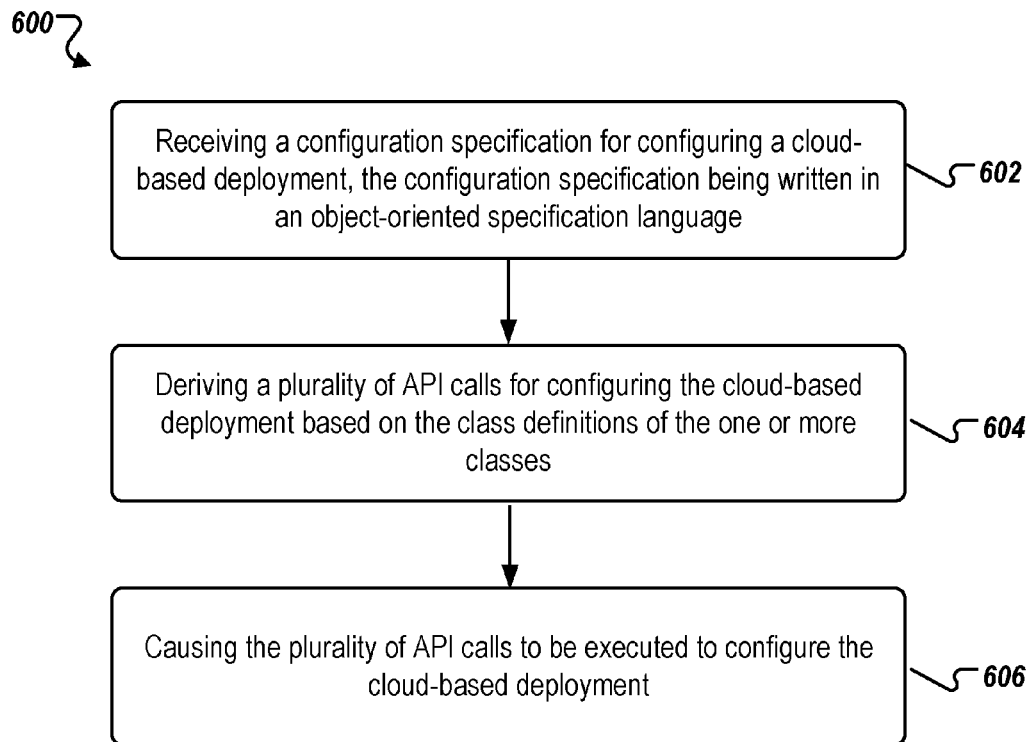 600
Receiving a configuration specification for configuring a cloud-
based deployment, the configuration specification being written in
an object-oriented specification language
602
Deriving a plurality of API calls for configuring the cloud-based
deployment based on the class definitions of the one or more
classes
604
Causing the plurality of API calls to be executed to configure the
cloud-based deployment
606